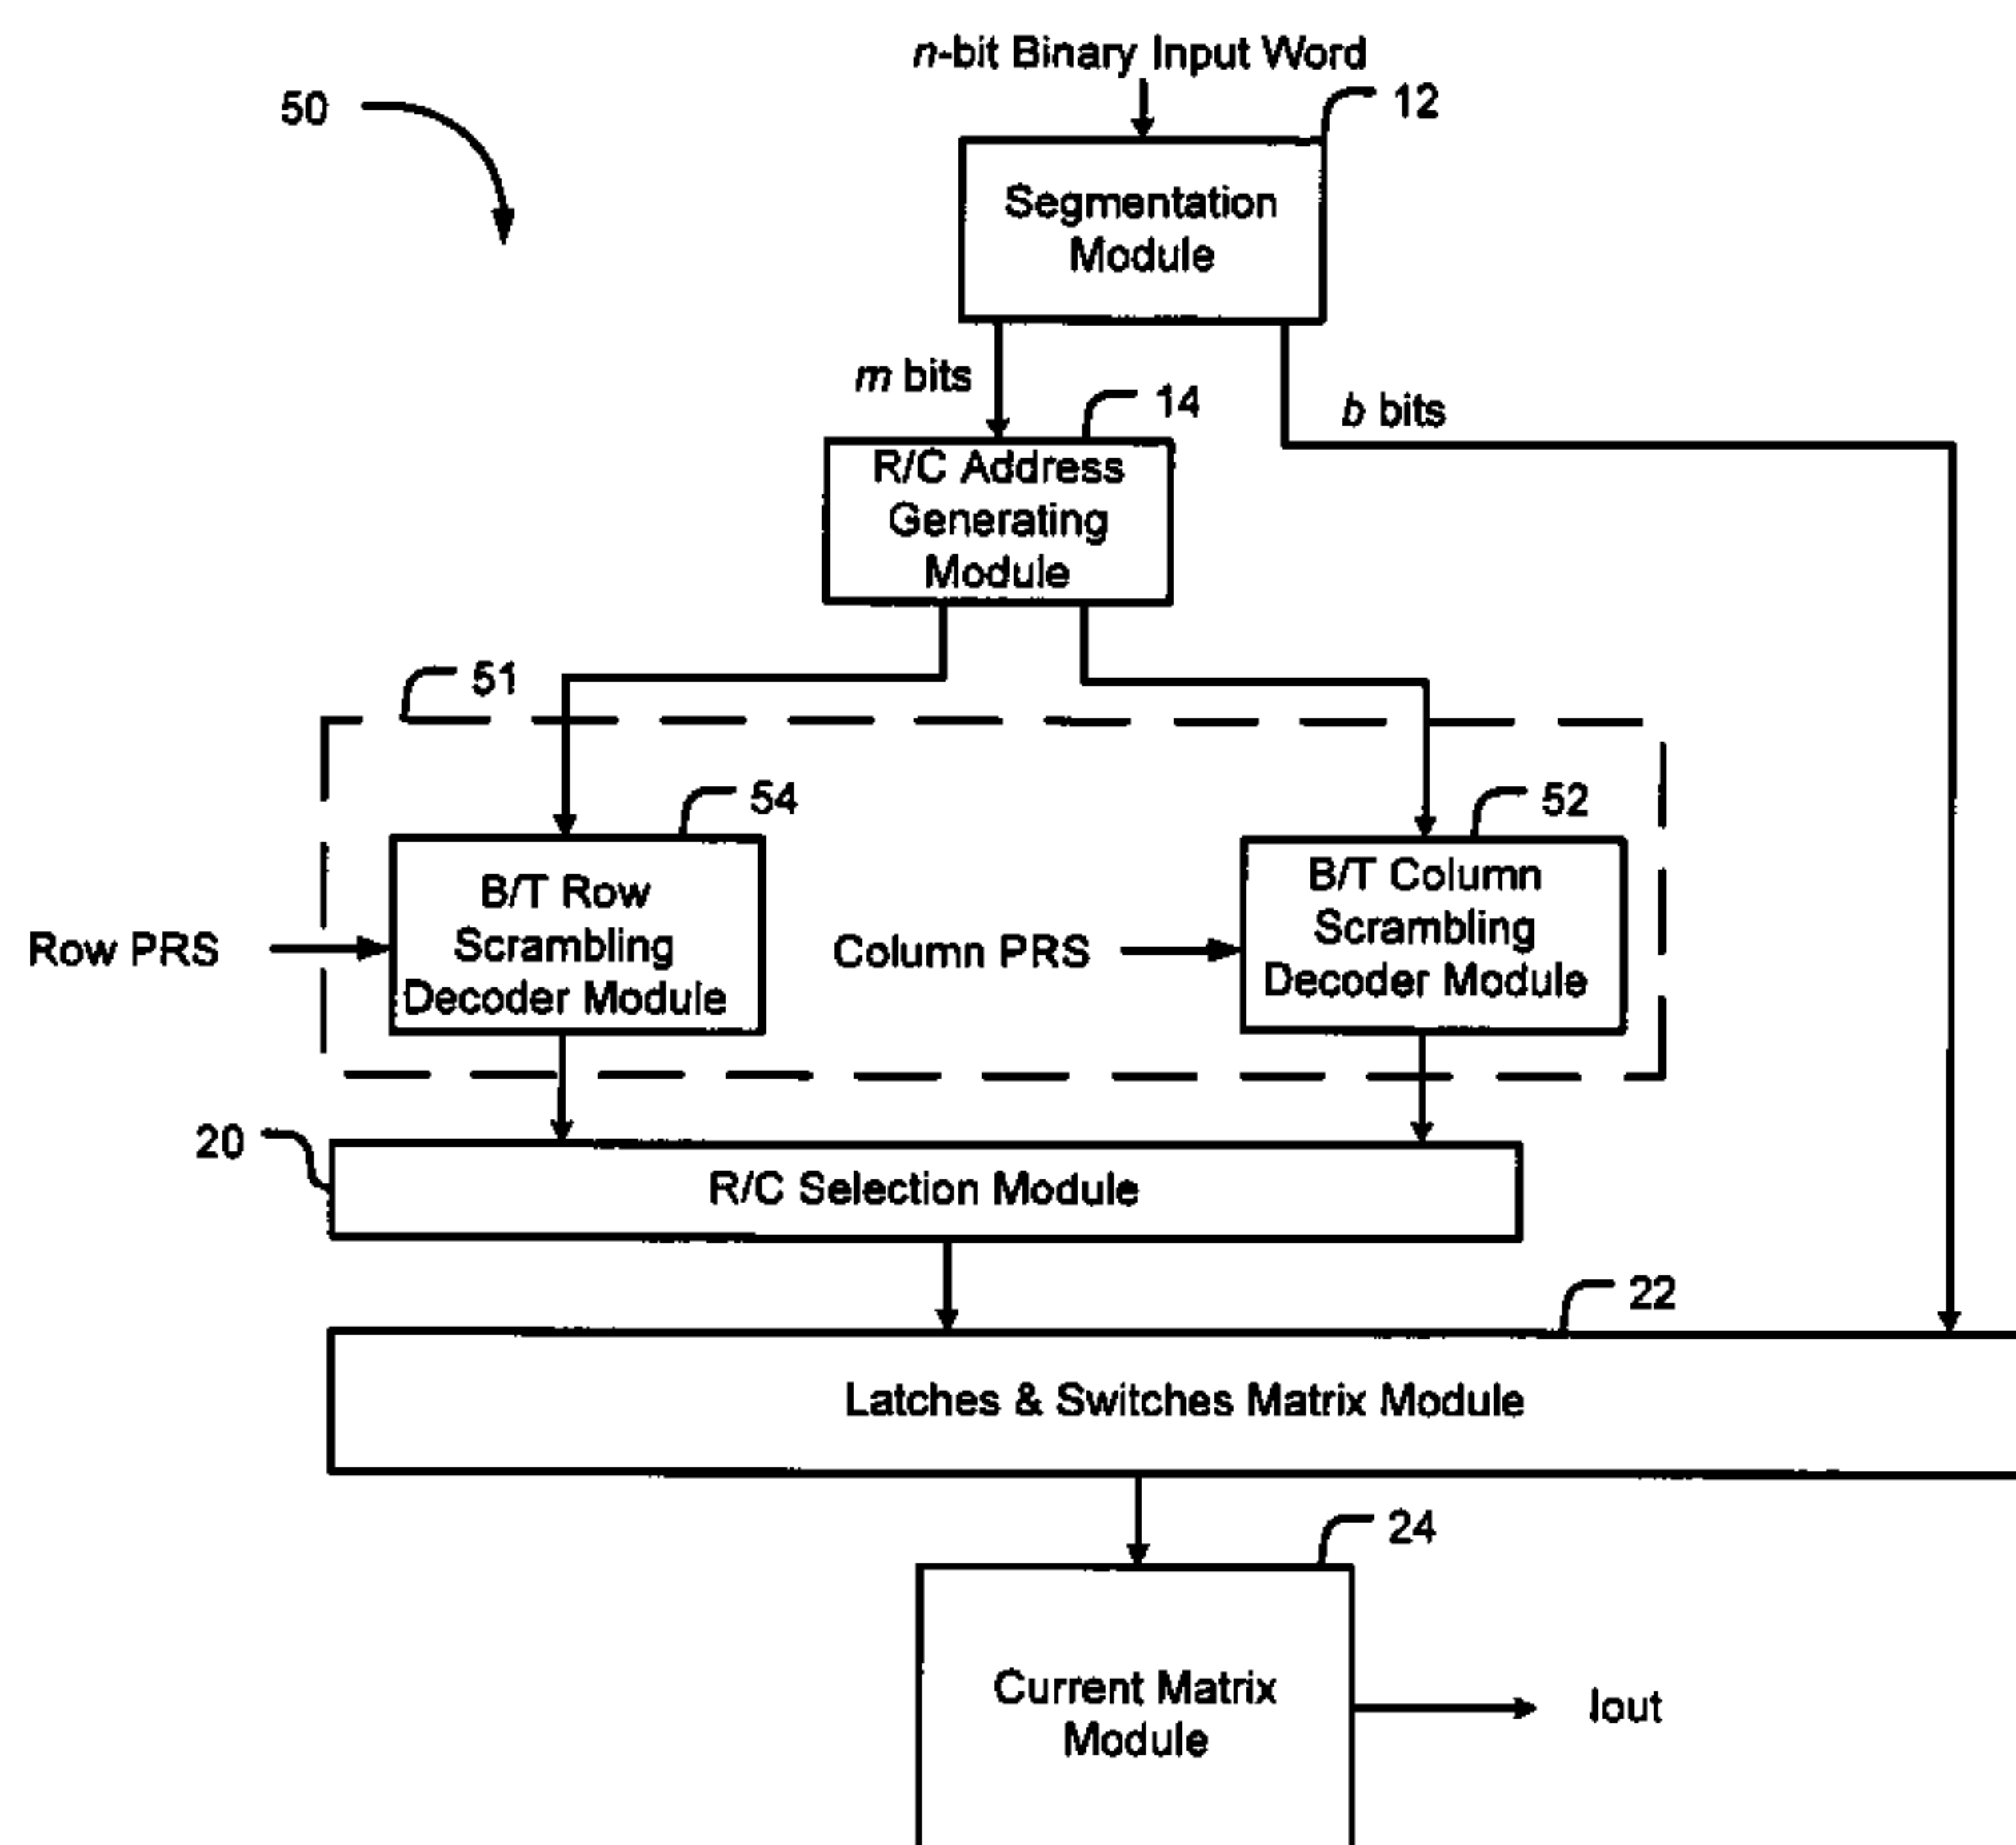 n-bit Binary Input Word
50
12
Segmentation
Module
m bits
14
b bits
R/C Address
Generating
Module
51
54
52
B/T Row
Scrambling
Decoder Module
B/T Column
Scrambling
Decoder Module
Row PRS
Column PRS
20
R/C Selection Module
22
Latches & Switches Matrix Module
24
Current Matrix
Module
Iout